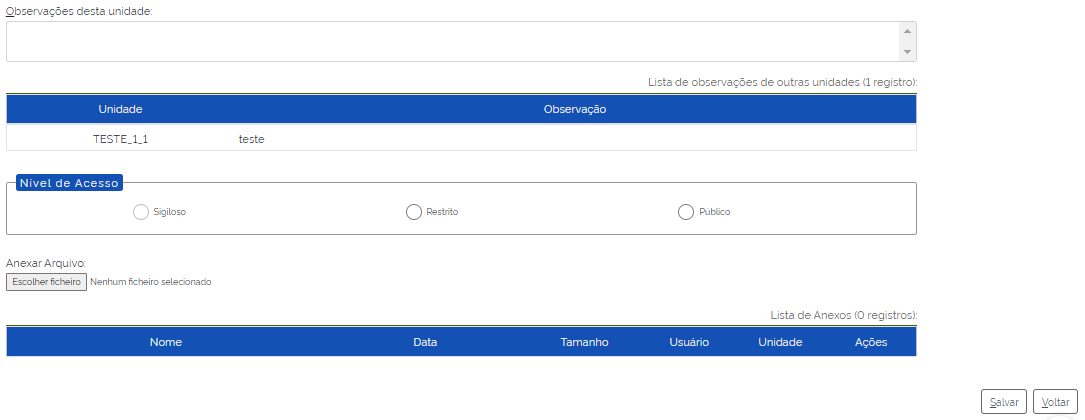 Observações desta unidade:
Lista de observações de outras unidades (1 registro):
Unidade Observação
TESTE_1_1 teste
Nível de Acesso
Sigiloso Restrito Público
Anexar Arquivo:
Escolher ficheiro Nenhum ficheiro selecionado
Lista de Anexos (0 registros):
Nome Data Tamanho Usuário Unidade Ações
Salvar Voltar